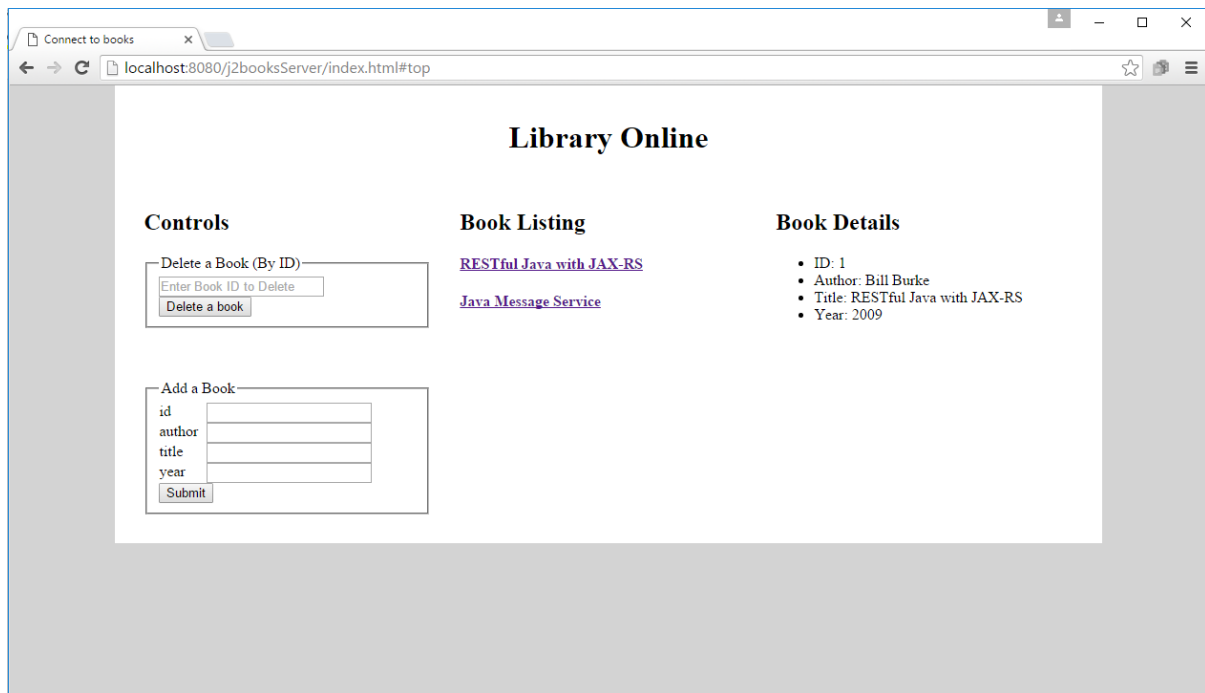 Connect to books
localhost:8080/j2booksServer/index.html#top
Library Online
Controls
Delete a Book (By ID)
Enter Book ID to Delete
Delete a book
Add a Book
id
author
title
year
Submit
Book Listing
RESTful Java with JAX-RS
Java Message Service
Book Details
ID: 1
Author: Bill Burke
Title: RESTful Java with JAX-RS
Year: 2009